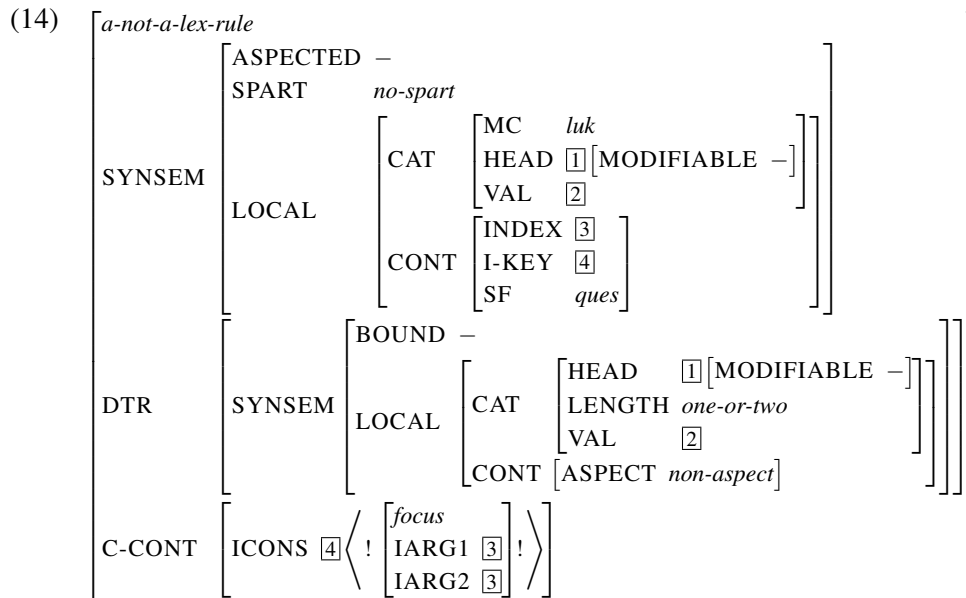 (14)
a-not-a-lex-rule
ASPECTED −
SPART no-spart
MC luk
CAT HEAD 1 [MODIFIABLE −]
SYNSEM VAL 2
LOCAL
INDEX 3
CONT I-KEY 4
SF ques
BOUND −
HEAD 1 [MODIFIABLE −]
DTR SYNSEM CAT LENGTH one-or-two
LOCAL VAL 2
CONT [ASPECT non-aspect]
focus
C-CONT [ICONS 4 ⟨! IARG1 3 !⟩]
IARG2 3